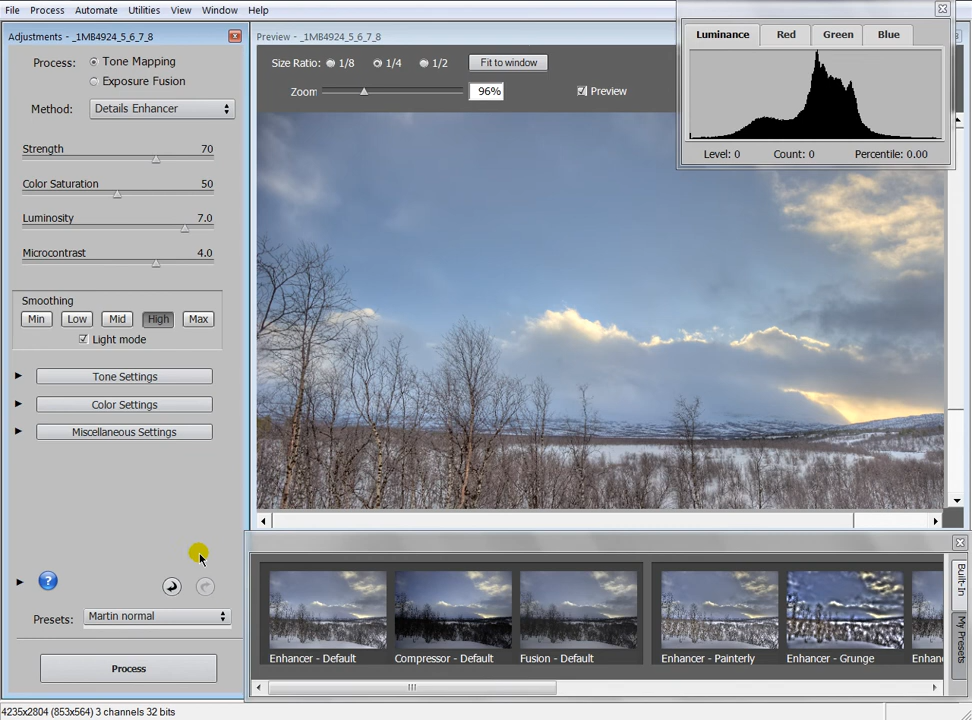 File Process Automate Utilities View Window Help
Adjustments - _1MB4924_5_6_7_8
Process: Tone Mapping
Exposure Fusion
Method: Details Enhancer
Strength 70
Color Saturation 50
Luminosity 7.0
Microcontrast 4.0
Smoothing
Min Low Mid High Max
Light mode
Tone Settings
Color Settings
Miscellaneous Settings
?
Presets: Martin normal
Process
Preview - _1MB4924_5_6_7_8
Size Ratio: 1/8 1/4 1/2 Fit to window
Zoom 96% Preview
Luminance Red Green Blue
Level: 0 Count: 0 Percentile: 0.00
Enhancer - Default Compressor - Default Fusion - Default Enhancer - Painterly Enhancer - Grunge
Built-In
My Presets
4235x2804 (853x564) 3 channels 32 bits